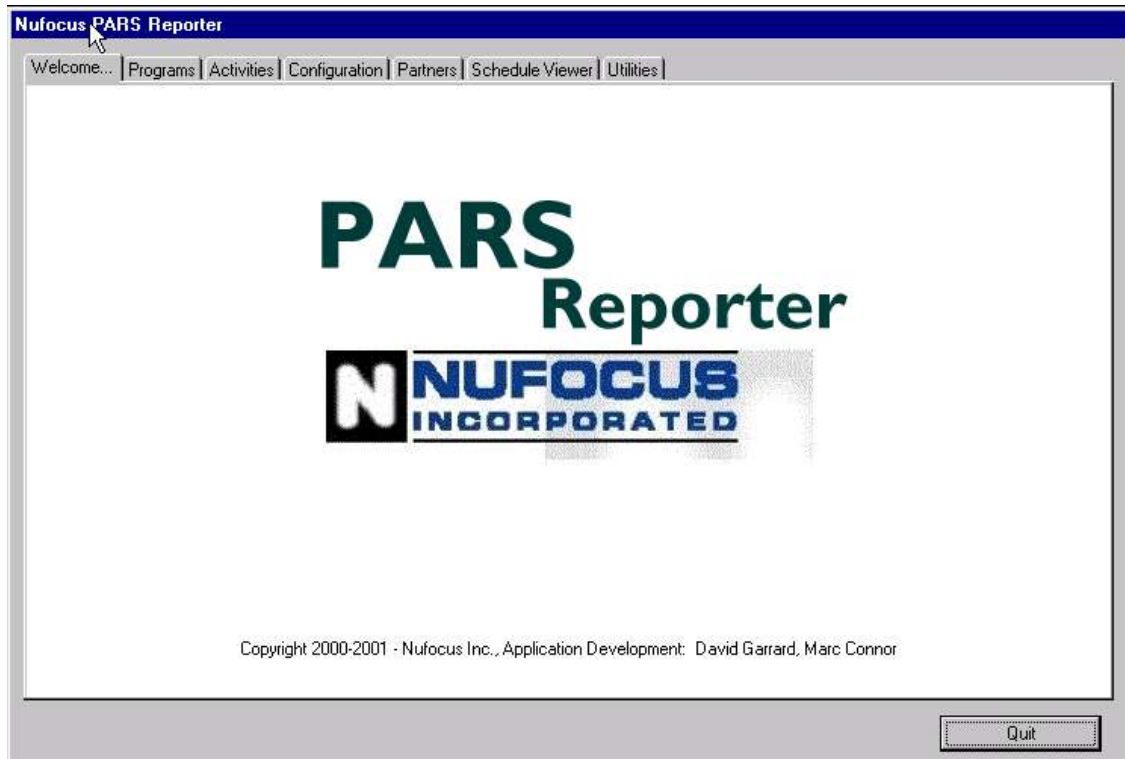 Nufocus PARS Reporter
Welcome... Programs Activities Configuration Partners Schedule Viewer Utilities
PARS
Reporter
N NUFOCUS
INCORPORATED
Copyright 2000-2001 - Nufocus Inc., Application Development: David Garrard, Marc Connor
Quit